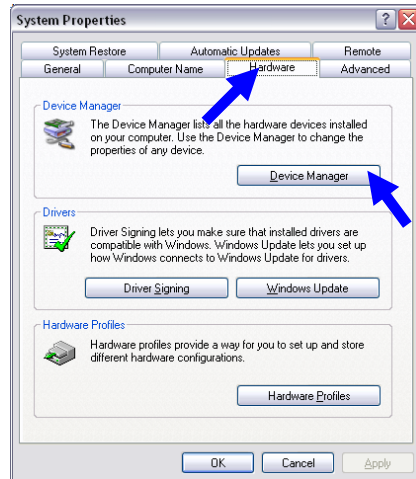 System Properties
System Restore Automatic Updates Remote
General Computer Name Hardware Advanced
Device Manager
The Device Manager lists all the hardware devices installed
on your computer. Use the Device Manager to change the
properties of any device.
Device Manager
Drivers
Driver Signing lets you make sure that installed drivers are
compatible with Windows. Windows Update lets you set up
how Windows connects to Windows Update for drivers.
Driver Signing Windows Update
Hardware Profiles
Hardware profiles provide a way for you to set up and store
different hardware configurations.
Hardware Profiles
OK Cancel Apply